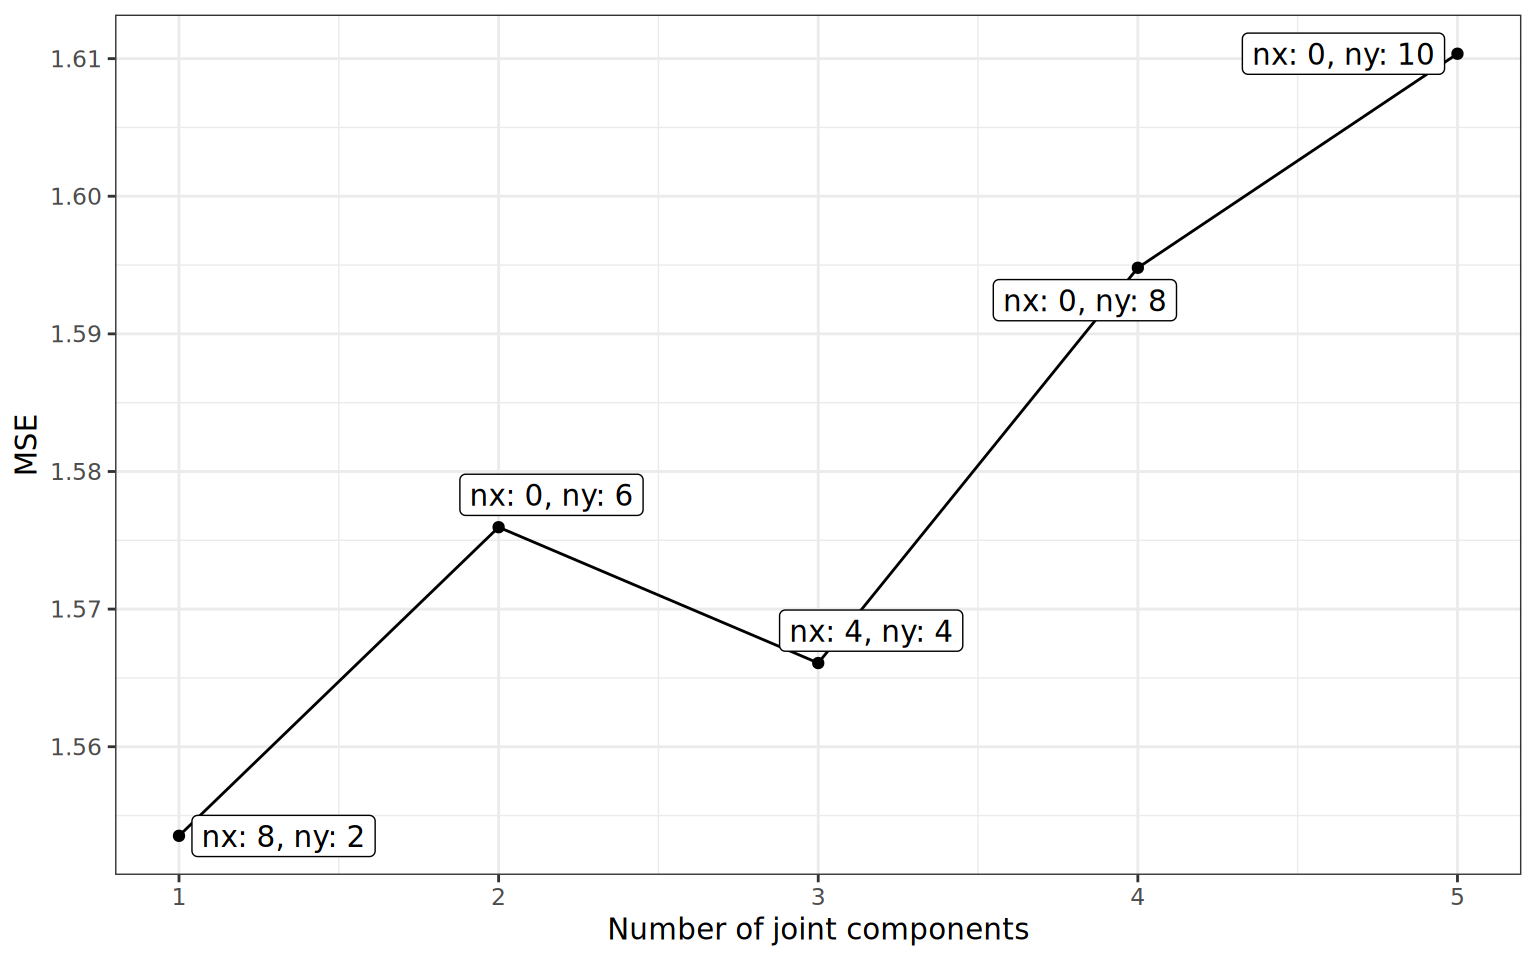 1.61
1.60
1.59
1.58
1.57
1.56
MSE
nx: 0, ny: 10
nx: 0, ny: 8
nx: 0, ny: 6
nx: 4, ny: 4
nx: 8, ny: 2
1 2 3 4 5
Number of joint components